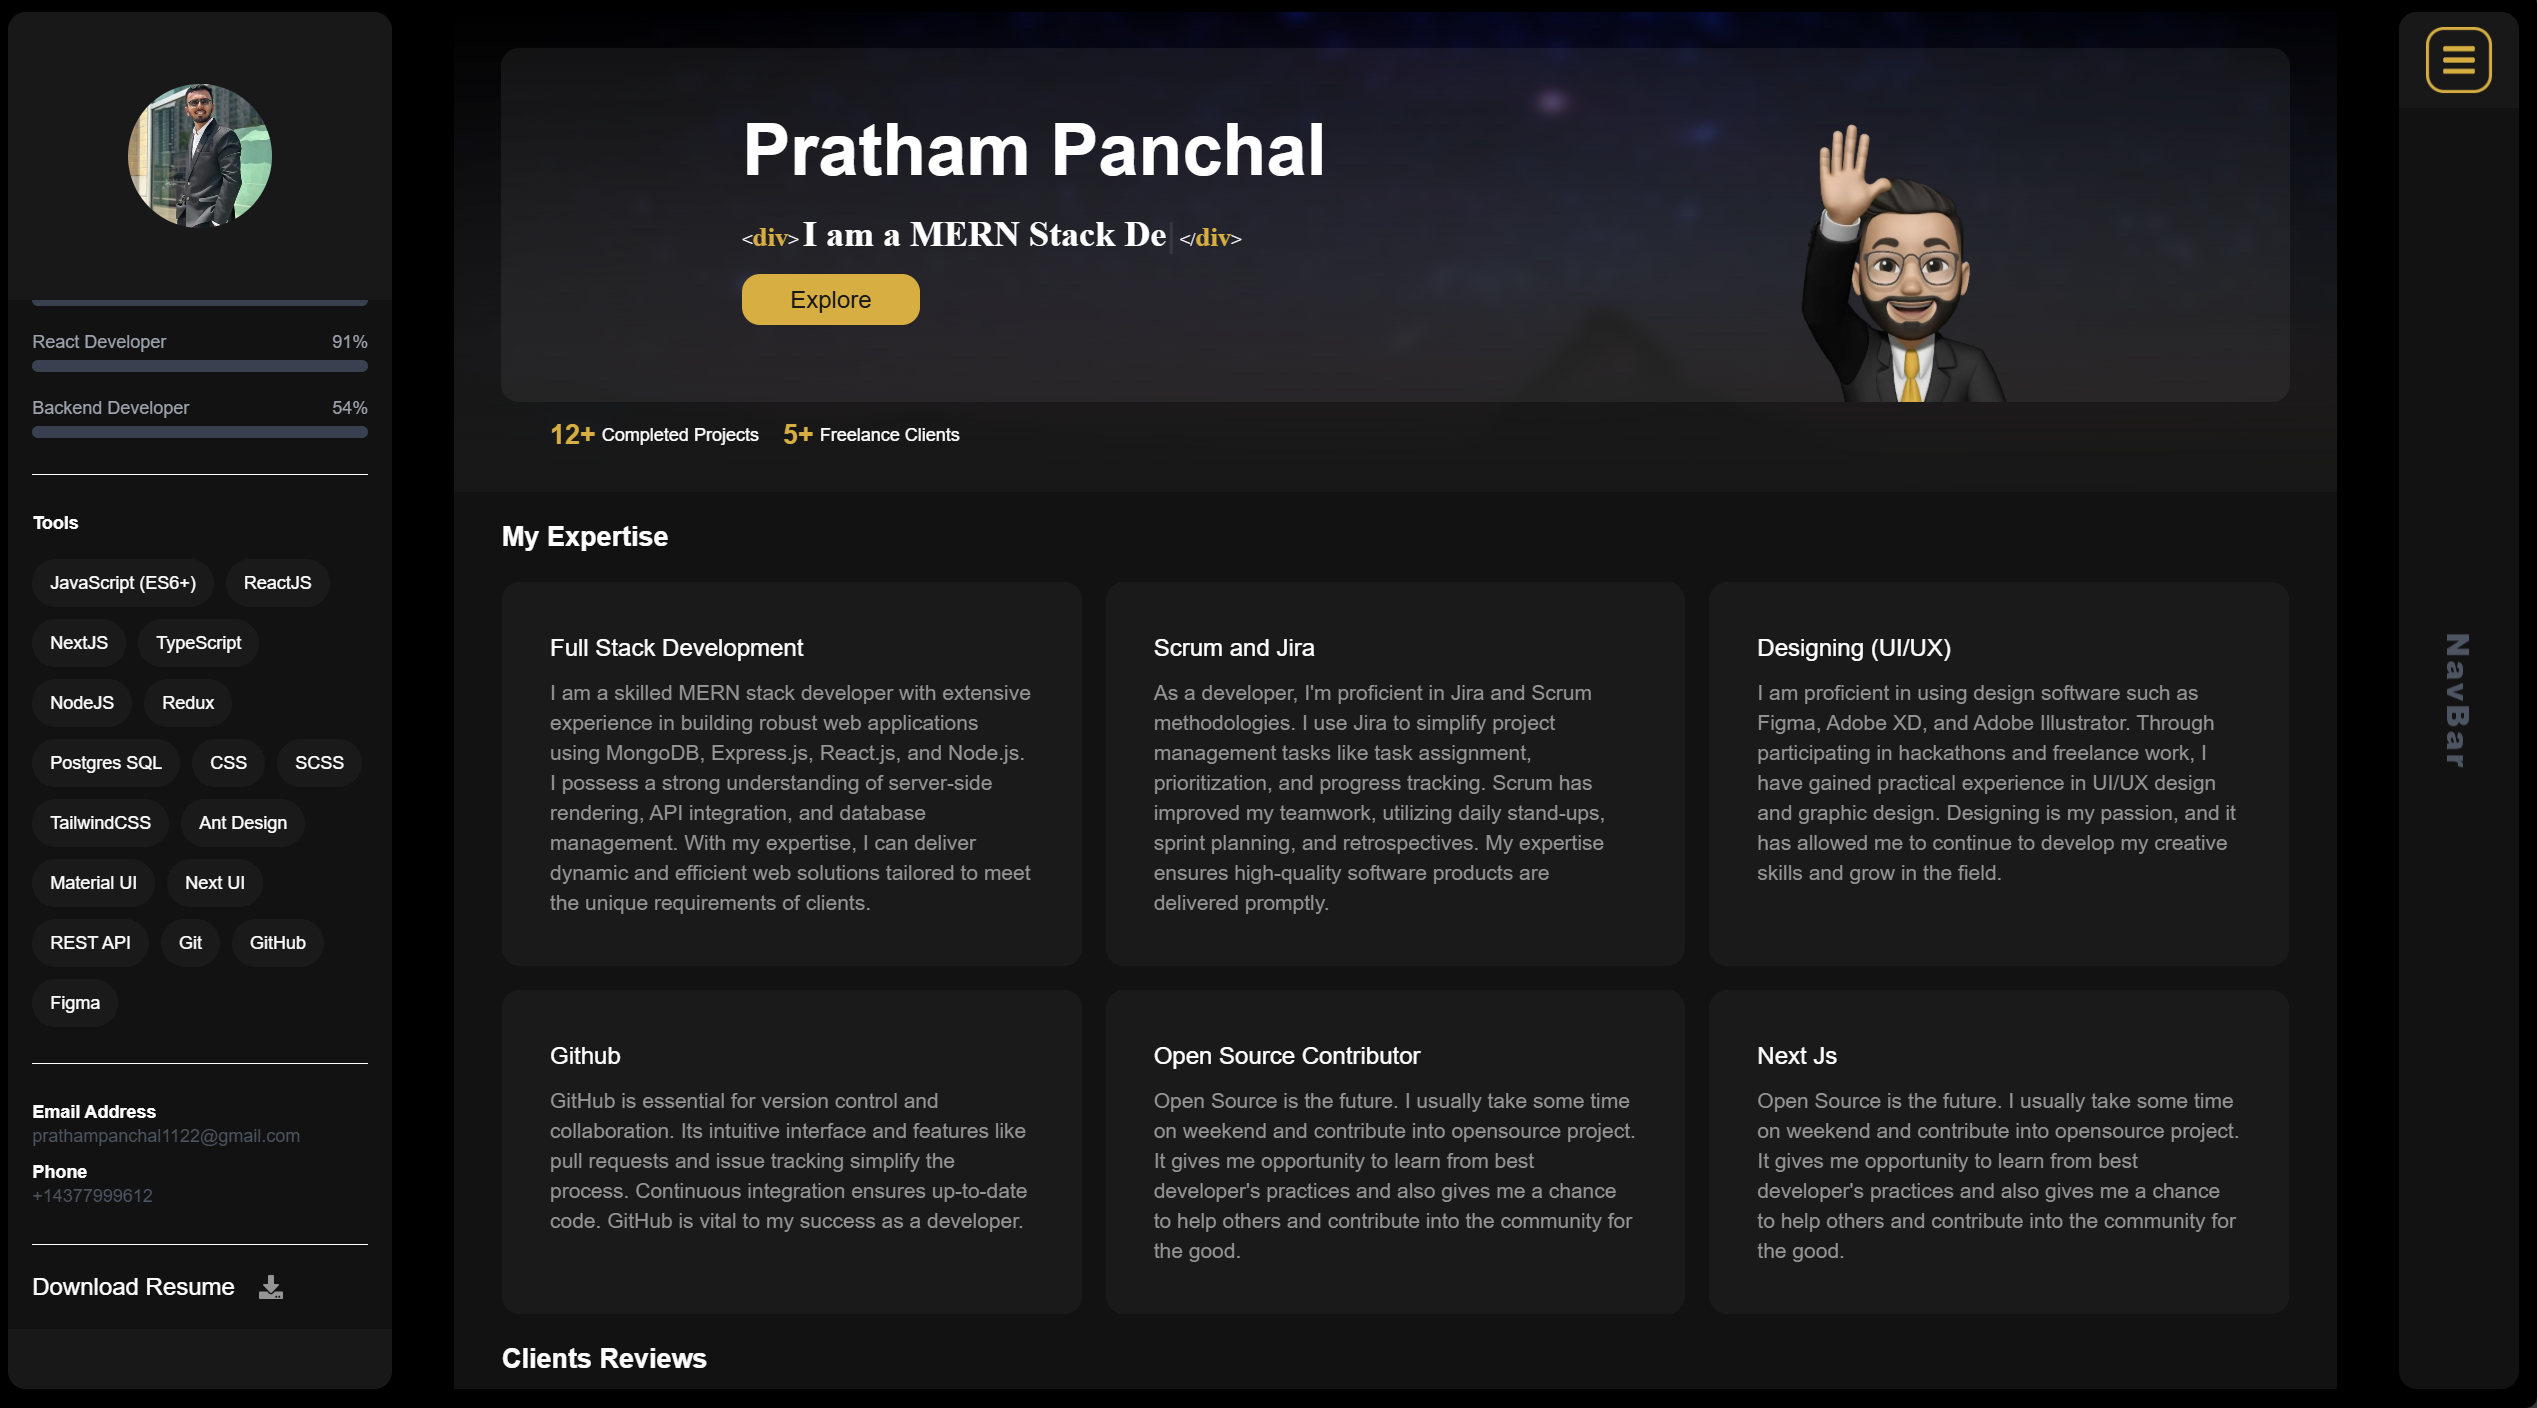 React Developer 91%
Backend Developer 54%
Tools
JavaScript (ES6+) ReactJS
NextJS TypeScript
NodeJS Redux
Postgres SQL CSS SCSS
TailwindCSS Ant Design
Material UI Next UI
REST API Git GitHub
Figma
Email Address
prathampanchal1122@gmail.com
Phone
+14377999612
Download Resume
Pratham Panchal
<div> I am a MERN Stack De </div>
Explore
12+ Completed Projects 5+ Freelance Clients
My Expertise
Full Stack Development
I am a skilled MERN stack developer with extensive
experience in building robust web applications
using MongoDB, Express.js, React.js, and Node.js.
I possess a strong understanding of server-side
rendering, API integration, and database
management. With my expertise, I can deliver
dynamic and efficient web solutions tailored to meet
the unique requirements of clients.
Scrum and Jira
As a developer, I'm proficient in Jira and Scrum
methodologies. I use Jira to simplify project
management tasks like task assignment,
prioritization, and progress tracking. Scrum has
improved my teamwork, utilizing daily stand-ups,
sprint planning, and retrospectives. My expertise
ensures high-quality software products are
delivered promptly.
Designing (UI/UX)
I am proficient in using design software such as
Figma, Adobe XD, and Adobe Illustrator. Through
participating in hackathons and freelance work, I
have gained practical experience in UI/UX design
and graphic design. Designing is my passion, and it
has allowed me to continue to develop my creative
skills and grow in the field.
Github
GitHub is essential for version control and
collaboration. Its intuitive interface and features like
pull requests and issue tracking simplify the
process. Continuous integration ensures up-to-date
code. GitHub is vital to my success as a developer.
Open Source Contributor
Open Source is the future. I usually take some time
on weekend and contribute into opensource project.
It gives me opportunity to learn from best
developer's practices and also gives me a chance
to help others and contribute into the community for
the good.
Next Js
Open Source is the future. I usually take some time
on weekend and contribute into opensource project.
It gives me opportunity to learn from best
developer's practices and also gives me a chance
to help others and contribute into the community for
the good.
Clients Reviews
NavBar